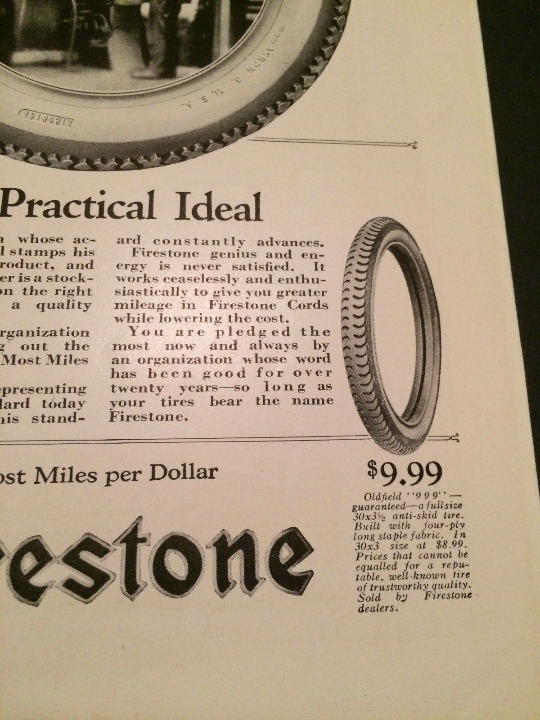 KRON O. U.S.A.
Practical Ideal
whose ac-
stamps his
roduct, and
er is a stock-
on the right
a quality
rganization
g out the
Most Miles
epresenting
lard today
his stand-
ard constantly advances.
Firestone genius and en-
ergy is never satisfied. It
works ceaselessly and enthu-
siastically to give you greater
mileage in Firestone Cords
while lowering the cost.
You are pledged the
most now and always by
an organization whose word
has been good for over
twenty years—so long as
your tires bear the name
Firestone.
ost Miles per Dollar
restone
$9.99
Oldfield "999"—
guaranteed—a full size
30x3½ anti-skid tire.
Built with four-ply
long staple fabric. In
30x3 size at $8.99.
Prices that cannot be
equalled for a repu-
table, well-known tire
of trustworthy quality.
Sold by Firestone
dealers.